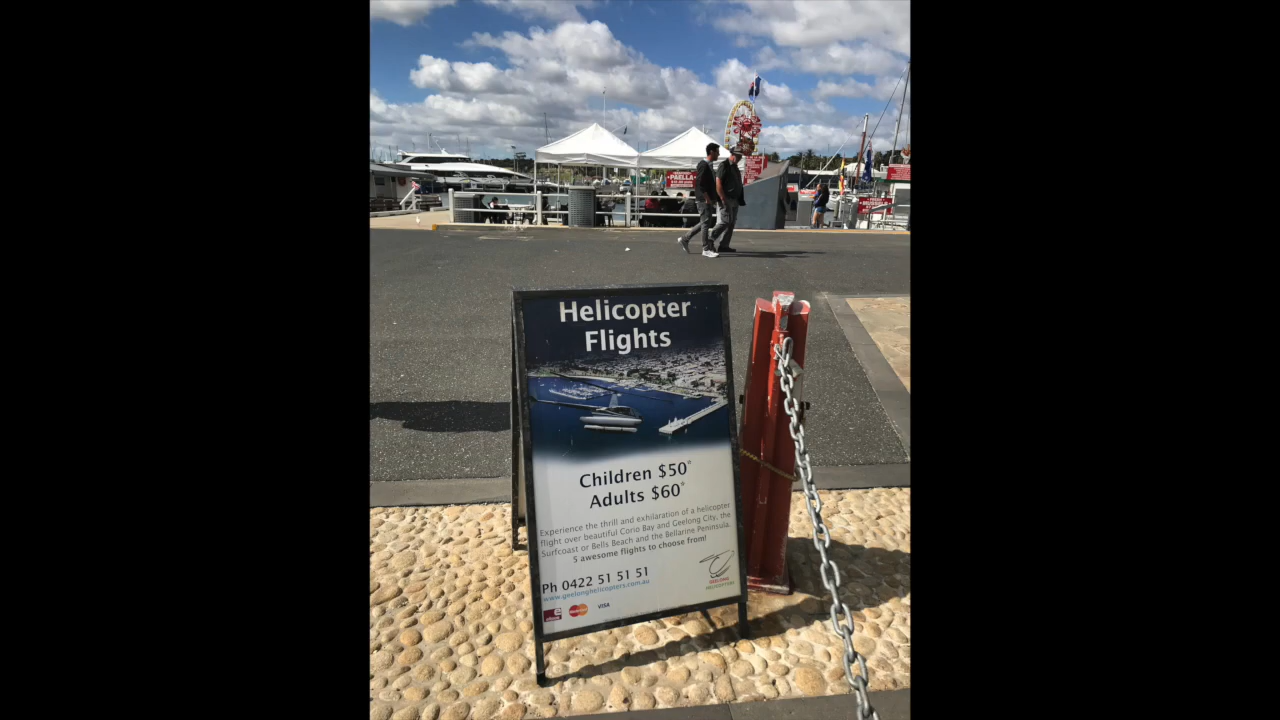 PAELLA
Helicopter
Flights
Children $50*
Adults $60*
Experience the thrill and exhilaration of a helicopter
flight over beautiful Corio Bay and Geelong City, the
Surfcoast or Bells Beach and the Bellarine Peninsula.
5 awesome flights to choose from!
Ph 0422 51 51 51
www.geelonghelicopters.com.au
GEELONG
HELICOPTERS
VISA